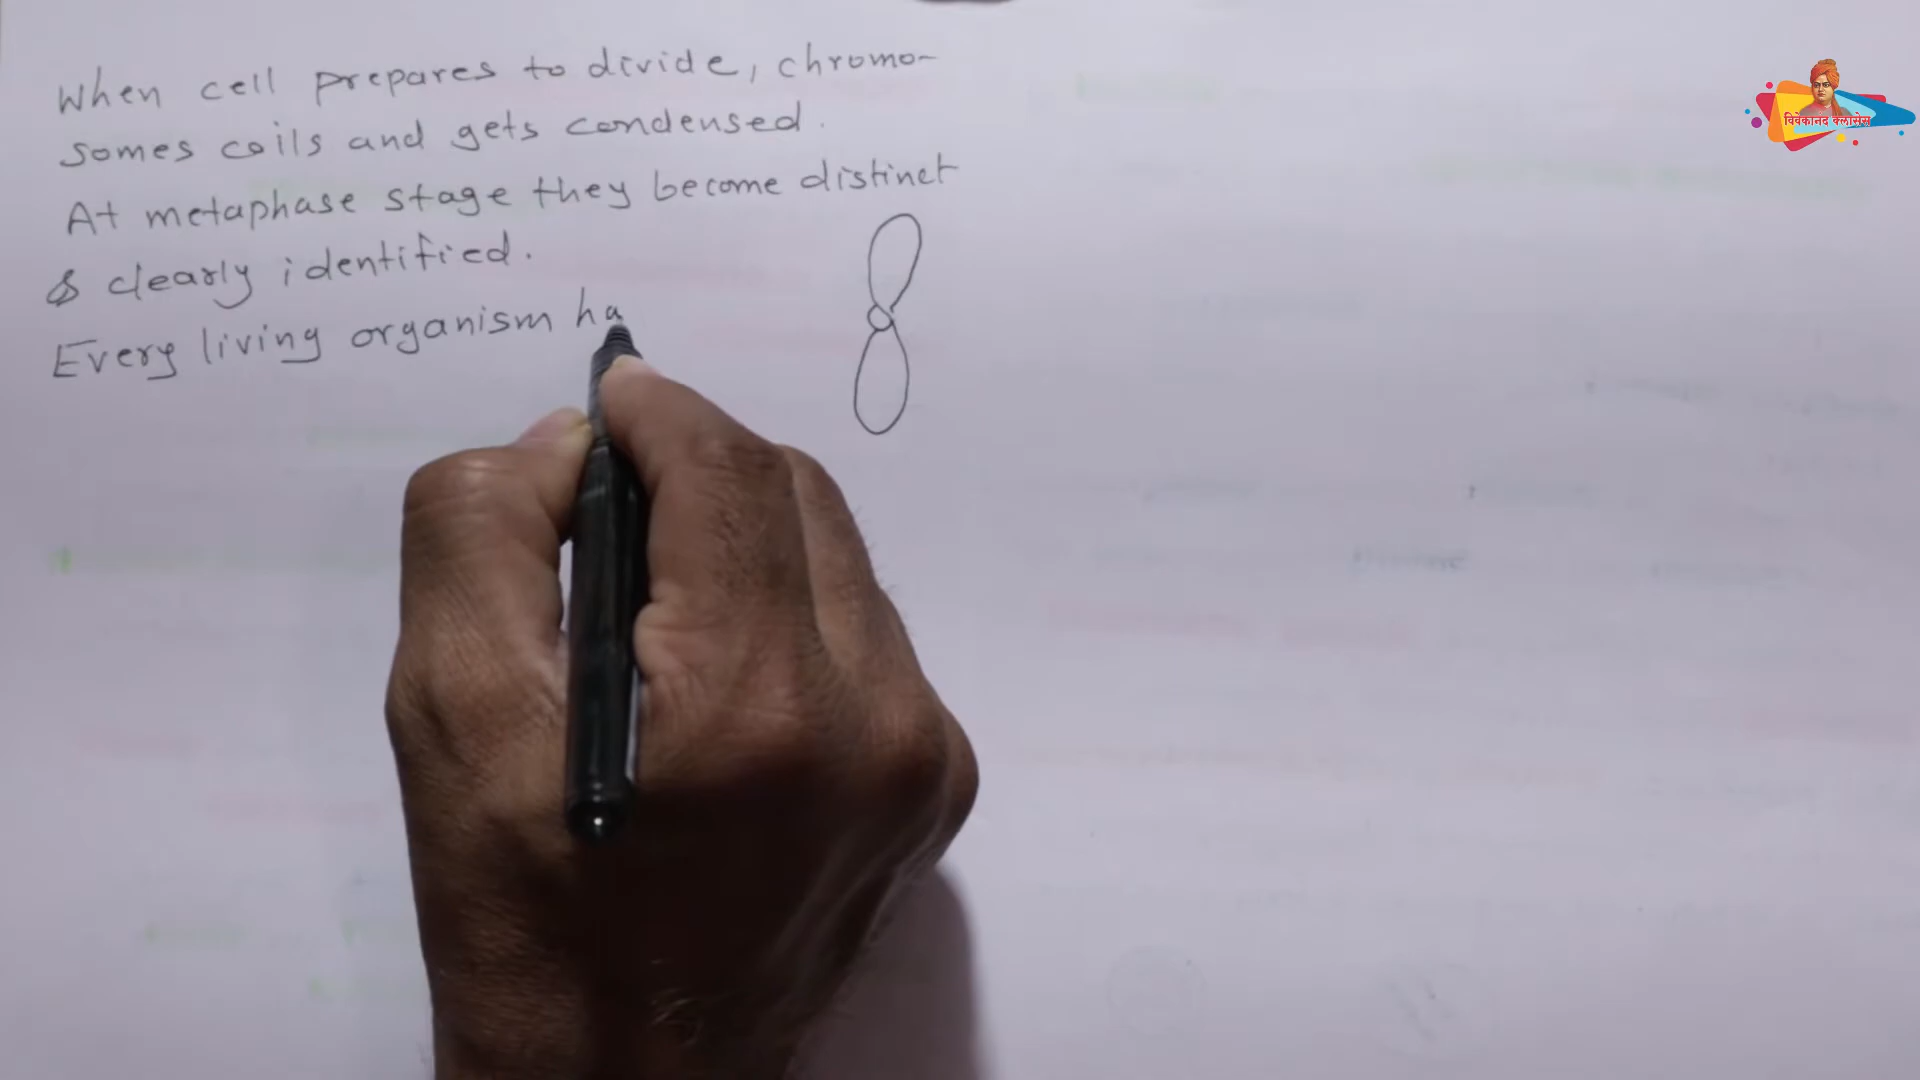 When cell prepares to divide, chromo-
somes coils and gets condensed.
At metaphase stage they become distinct
& clearly identified.
Every living organism ha
विवेकानंद क्लासेस